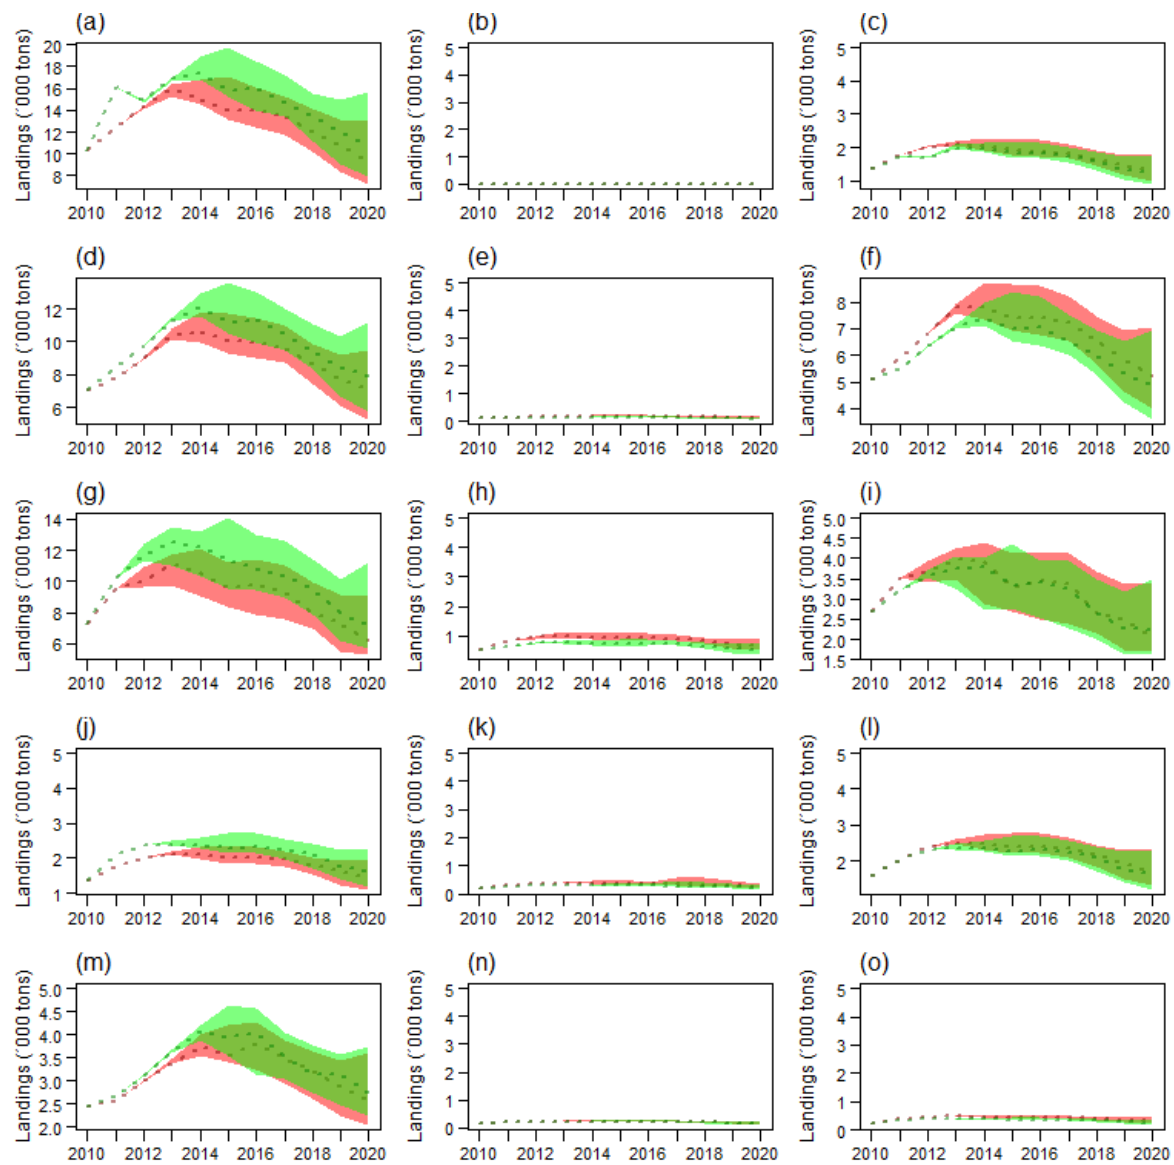 (a) (b) (c)
Landings (´000 tons) 20 18 16 14 12 10 8
Landings (´000 tons) 5 4 3 2 1 0
Landings (´000 tons) 5 4 3 2 1
2010 2012 2014 2016 2018 2020 2010 2012 2014 2016 2018 2020 2010 2012 2014 2016 2018 2020
(d) (e) (f)
Landings (´000 tons) 12 10 8 6
Landings (´000 tons) 5 4 3 2 1 0
Landings (´000 tons) 8 7 6 5 4
2010 2012 2014 2016 2018 2020 2010 2012 2014 2016 2018 2020 2010 2012 2014 2016 2018 2020
(g) (h) (i)
Landings (´000 tons) 14 12 10 8 6
Landings (´000 tons) 5 4 3 2 1
Landings (´000 tons) 5.0 4.5 4.0 3.5 3.0 2.5 2.0 1.5
2010 2012 2014 2016 2018 2020 2010 2012 2014 2016 2018 2020 2010 2012 2014 2016 2018 2020
(j) (k) (l)
Landings (´000 tons) 5 4 3 2 1
Landings (´000 tons) 5 4 3 2 1 0
Landings (´000 tons) 5 4 3 2
2010 2012 2014 2016 2018 2020 2010 2012 2014 2016 2018 2020 2010 2012 2014 2016 2018 2020
(m) (n) (o)
Landings (´000 tons) 5.0 4.5 4.0 3.5 3.0 2.5 2.0
Landings (´000 tons) 5 4 3 2 1 0
Landings (´000 tons) 5 4 3 2 1 0
2010 2012 2014 2016 2018 2020 2010 2012 2014 2016 2018 2020 2010 2012 2014 2016 2018 2020